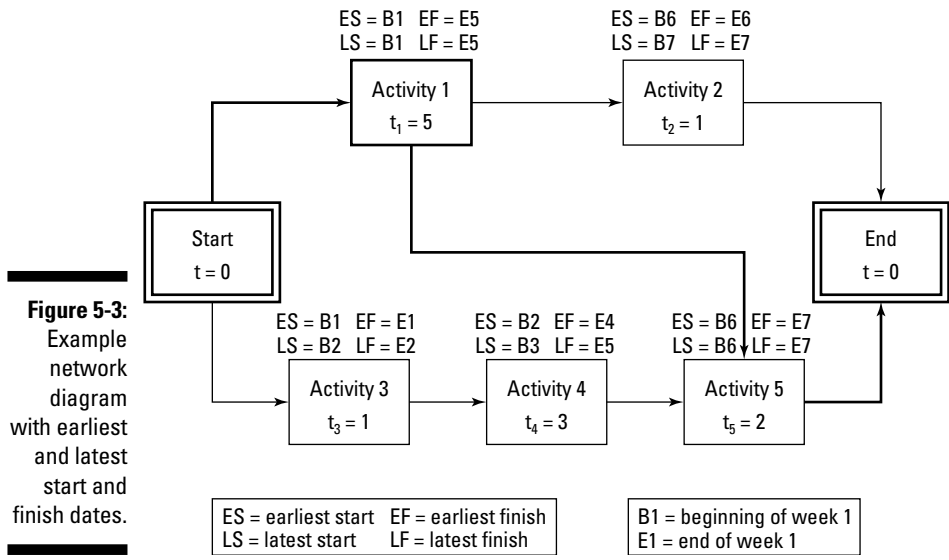 ES = B1 EF = E5
LS = B1 LF = E5
ES = B6 EF = E6
LS = B7 LF = E7
Activity 1
t₁ = 5
Activity 2
t₂ = 1
Start
t = 0
End
t = 0
ES = B1 EF = E1
LS = B2 LF = E2
ES = B2 EF = E4
LS = B3 LF = E5
ES = B6 EF = E7
LS = B6 LF = E7
Activity 3
t₃ = 1
Activity 4
t₄ = 3
Activity 5
t₅ = 2
Figure 5-3:
Example
network
diagram
with earliest
and latest
start and
finish dates.
ES = earliest start EF = earliest finish
LS = latest start LF = latest finish
B1 = beginning of week 1
E1 = end of week 1